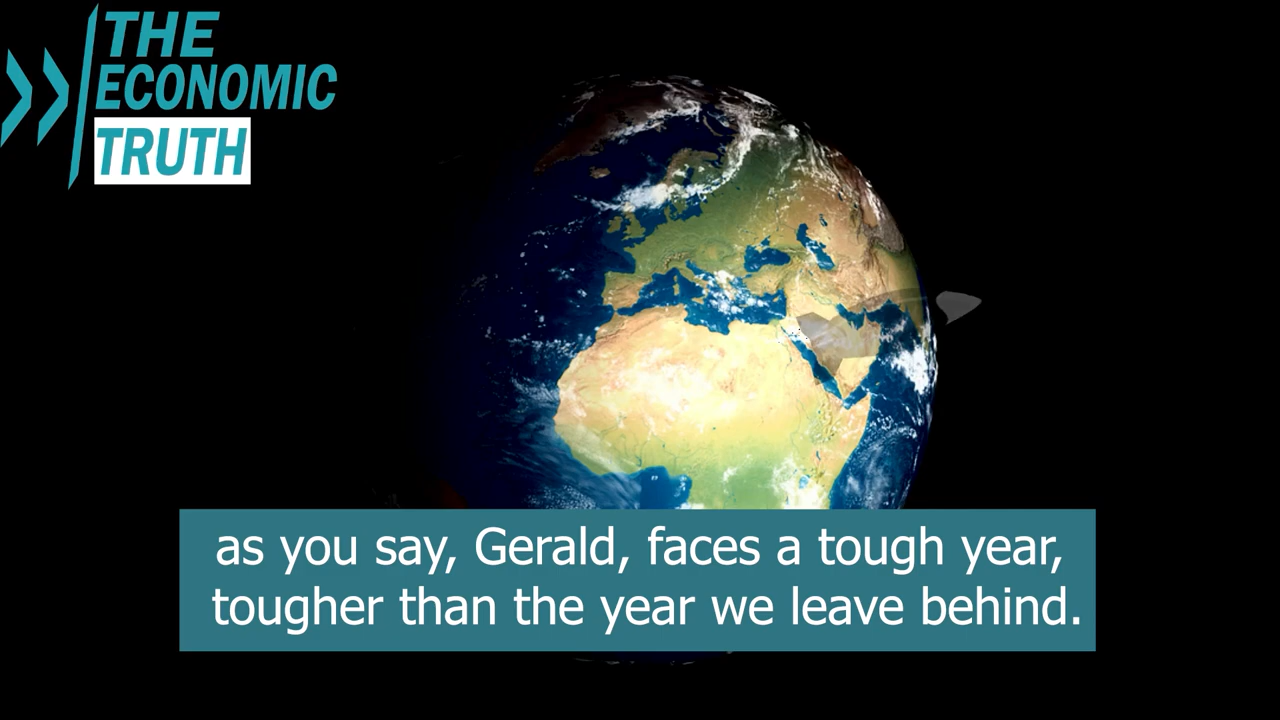 THE
ECONOMIC
TRUTH
as you say, Gerald, faces a tough year,
tougher than the year we leave behind.